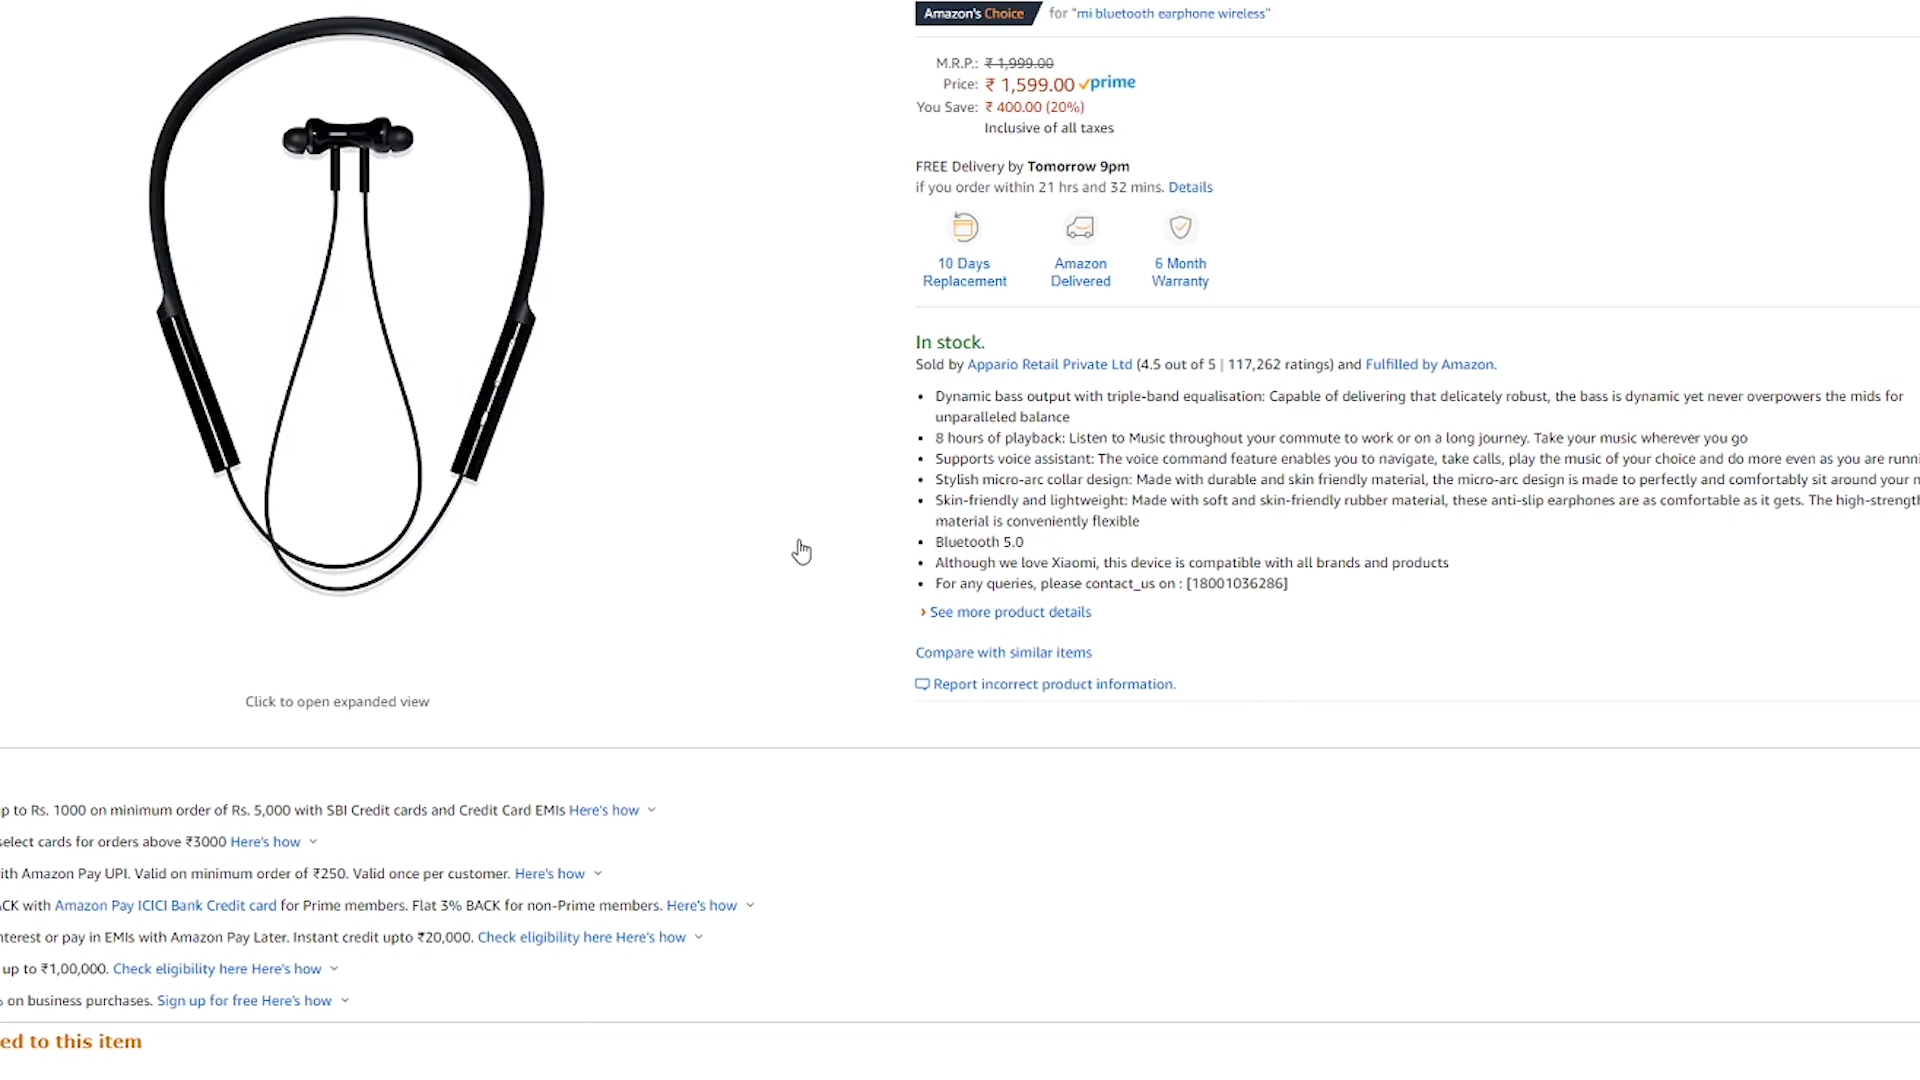 Amazon's Choice for "mi bluetooth earphone wireless"
M.R.P.: ₹ 1,999.00
Price: ₹ 1,599.00 prime
You Save: ₹ 400.00 (20%)
Inclusive of all taxes
FREE Delivery by Tomorrow 9pm
if you order within 21 hrs and 32 mins. Details
10 Days Replacement
Amazon Delivered
6 Month Warranty
In stock.
Sold by Appario Retail Private Ltd (4.5 out of 5 | 117,262 ratings) and Fulfilled by Amazon.
• Dynamic bass output with triple-band equalisation: Capable of delivering that delicately robust, the bass is dynamic yet never overpowers the mids for
unparalleled balance
• 8 hours of playback: Listen to Music throughout your commute to work or on a long journey. Take your music wherever you go
• Supports voice assistant: The voice command feature enables you to navigate, take calls, play the music of your choice and do more even as you are runni
• Stylish micro-arc collar design: Made with durable and skin friendly material, the micro-arc design is made to perfectly and comfortably sit around your
• Skin-friendly and lightweight: Made with soft and skin-friendly rubber material, these anti-slip earphones are as comfortable as it gets. The high-strengt
material is conveniently flexible
• Bluetooth 5.0
• Although we love Xiaomi, this device is compatible with all brands and products
• For any queries, please contact_us on : [18001036286]
› See more product details
Compare with similar items
Report incorrect product information.
Click to open expanded view
p to Rs. 1000 on minimum order of Rs. 5,000 with SBI Credit cards and Credit Card EMIs Here's how
select cards for orders above ₹3000 Here's how
ith Amazon Pay UPI. Valid on minimum order of ₹250. Valid once per customer. Here's how
ACK with Amazon Pay ICICI Bank Credit card for Prime members. Flat 3% BACK for non-Prime members. Here's how
nterest or pay in EMIs with Amazon Pay Later. Instant credit upto ₹20,000. Check eligibility here Here's how
up to ₹1,00,000. Check eligibility here Here's how
on business purchases. Sign up for free Here's how
ed to this item